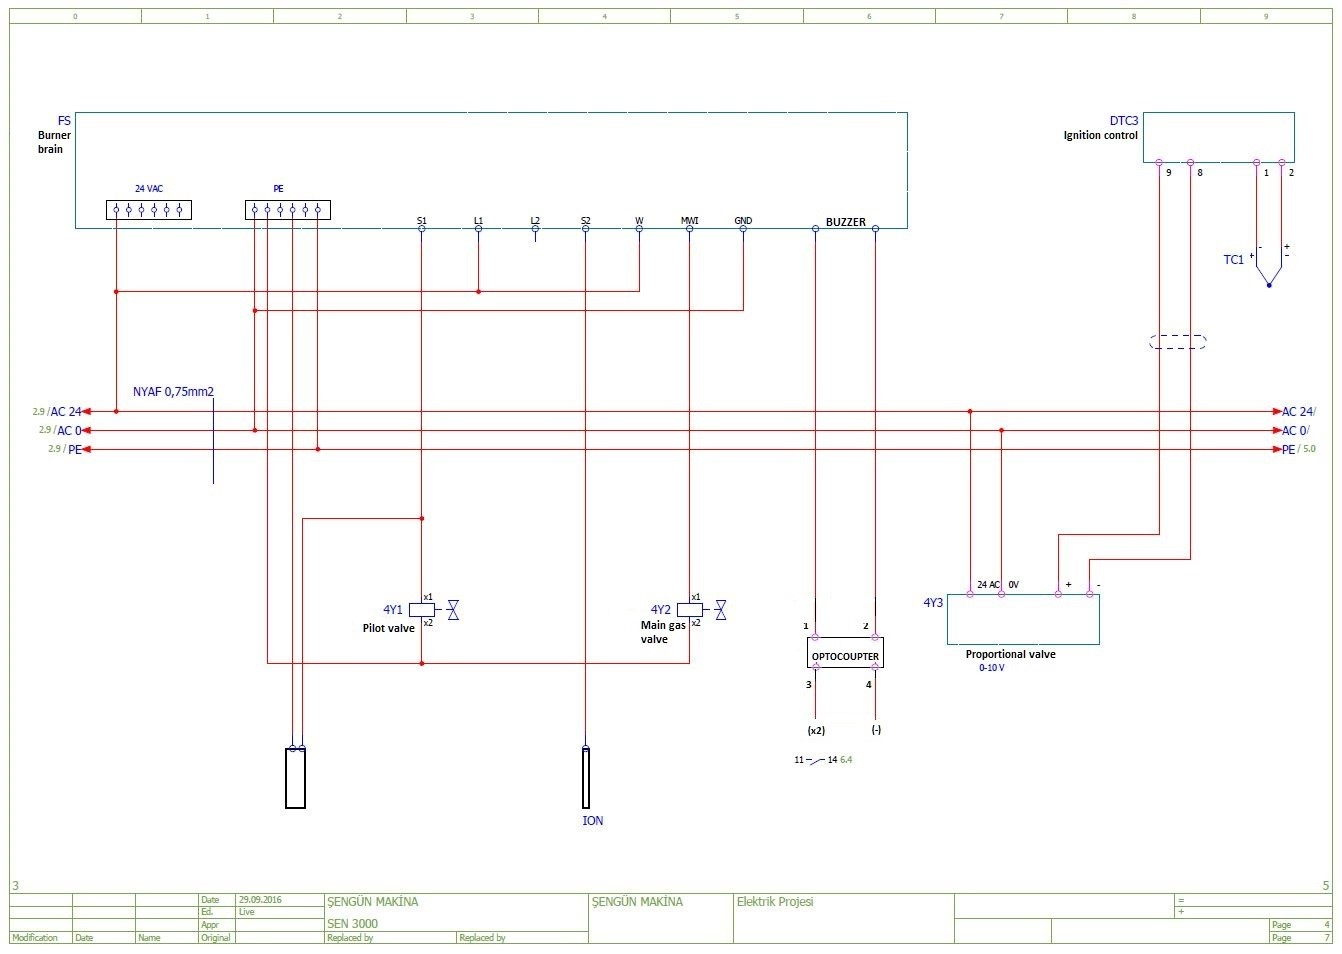 0 1 2 3 4 5 6 7 8 9
FS
Burner
brain
24 VAC
PE
S1 L1 L2 S2 W MWI GND BUZZER
DTC3
Ignition control
9 8 1 2
- +
TC1 + -
NYAF 0,75mm2
2.9 / AC 24
2.9 / AC 0
2.9 / PE
AC 24/
AC 0/
PE / 5.0
x1
4Y1
x2
Pilot valve
x1
4Y2
x2
Main gas
valve
1 2
OPTOCOUPTER
3 4
(x2) (-)
11 14 6.4
24 AC 0V + -
4Y3
Proportional valve
0-10 V
ION
3 5
Date 29.09.2016
Ed. Live
Appr
Modification Date Name Original
ŞENGÜN MAKİNA
SEN 3000
Replaced by Replaced by
ŞENGÜN MAKİNA
Elektrik Projesi
=
+
Page 4
Page 7